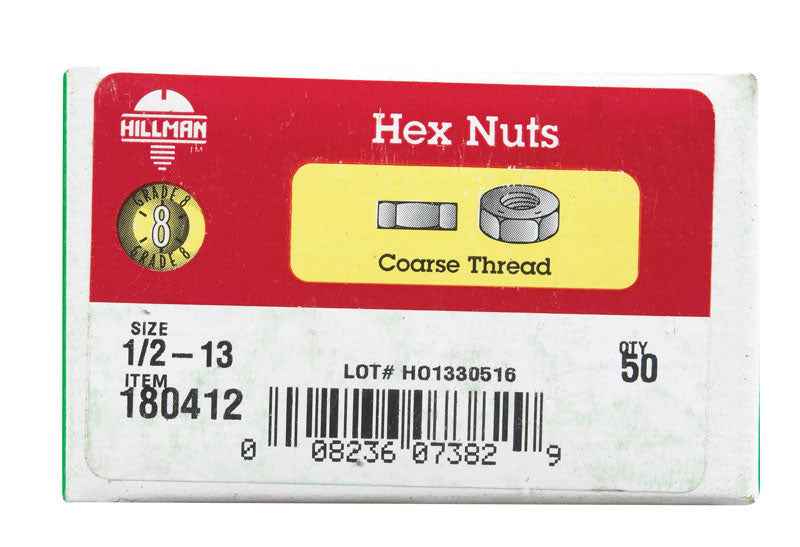 HILLMAN
TM
Hex Nuts
GRADE 8
8
GRADE 8
Coarse Thread
SIZE
1/2-13
ITEM
180412
LOT# HO1330516
QTY
50
0 08236 07382 9